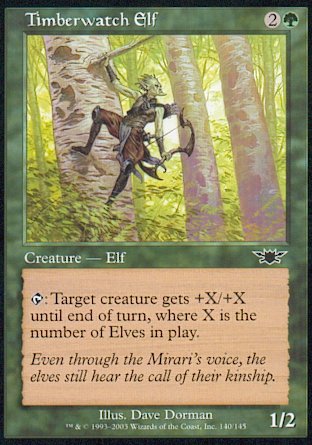 Timberwatch Elf 2
Creature — Elf
: Target creature gets +X/+X
until end of turn, where X is the
number of Elves in play.
Even through the Mirari's voice, the
elves still hear the call of their kinship.
Illus. Dave Dorman
™ & © 1993–2003 Wizards of the Coast, Inc. 140/145
1/2